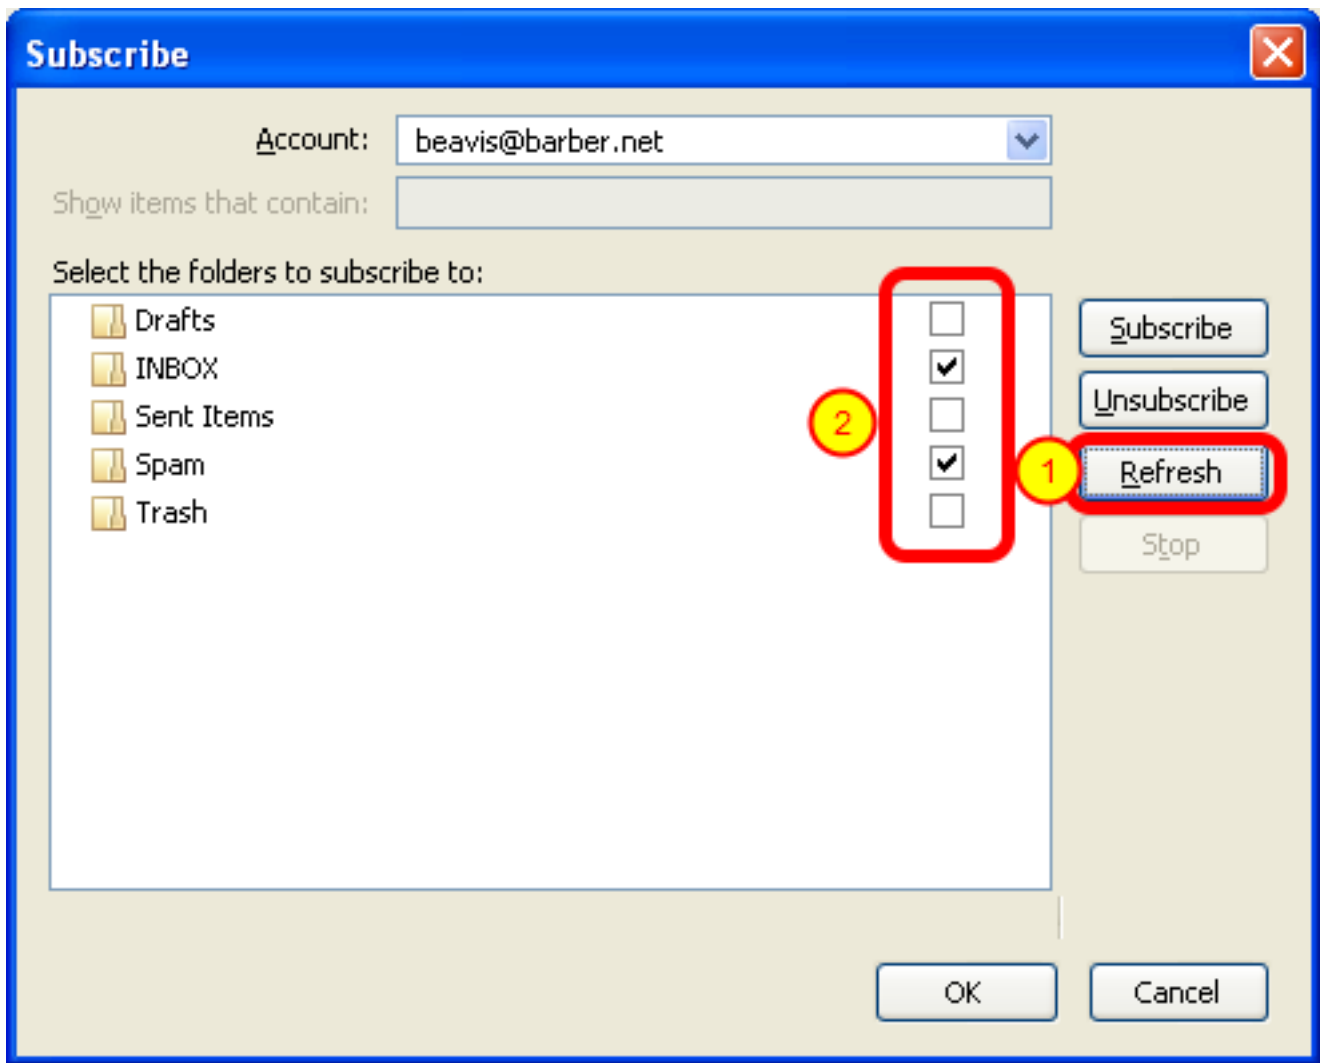 Subscribe
Account: beavis@barber.net
Show items that contain:
Select the folders to subscribe to:
Drafts
INBOX
Sent Items
Spam
Trash
2
Subscribe
Unsubscribe
1 Refresh
Stop
OK Cancel